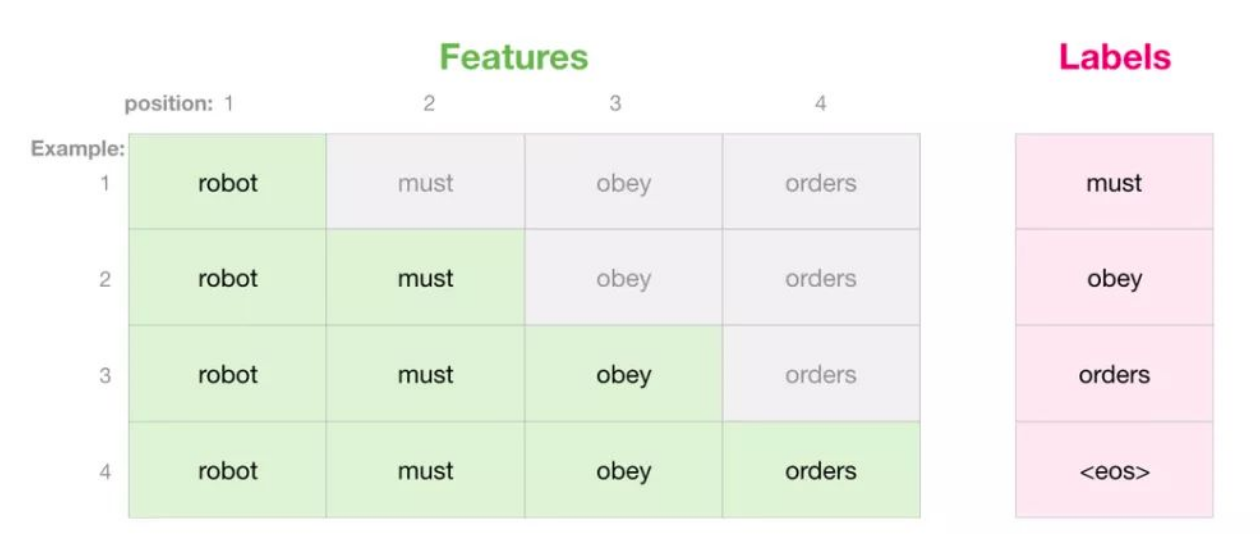 Features Labels
position: 1 2 3 4
Example:
1 robot must obey orders must
2 robot must obey orders obey
3 robot must obey orders orders
4 robot must obey orders <eos>